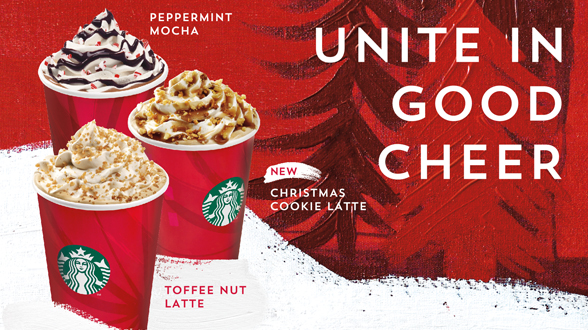 PEPPERMINT
MOCHA
UNITE IN
GOOD
CHEER
NEW
CHRISTMAS
COOKIE LATTE
TOFFEE NUT
LATTE